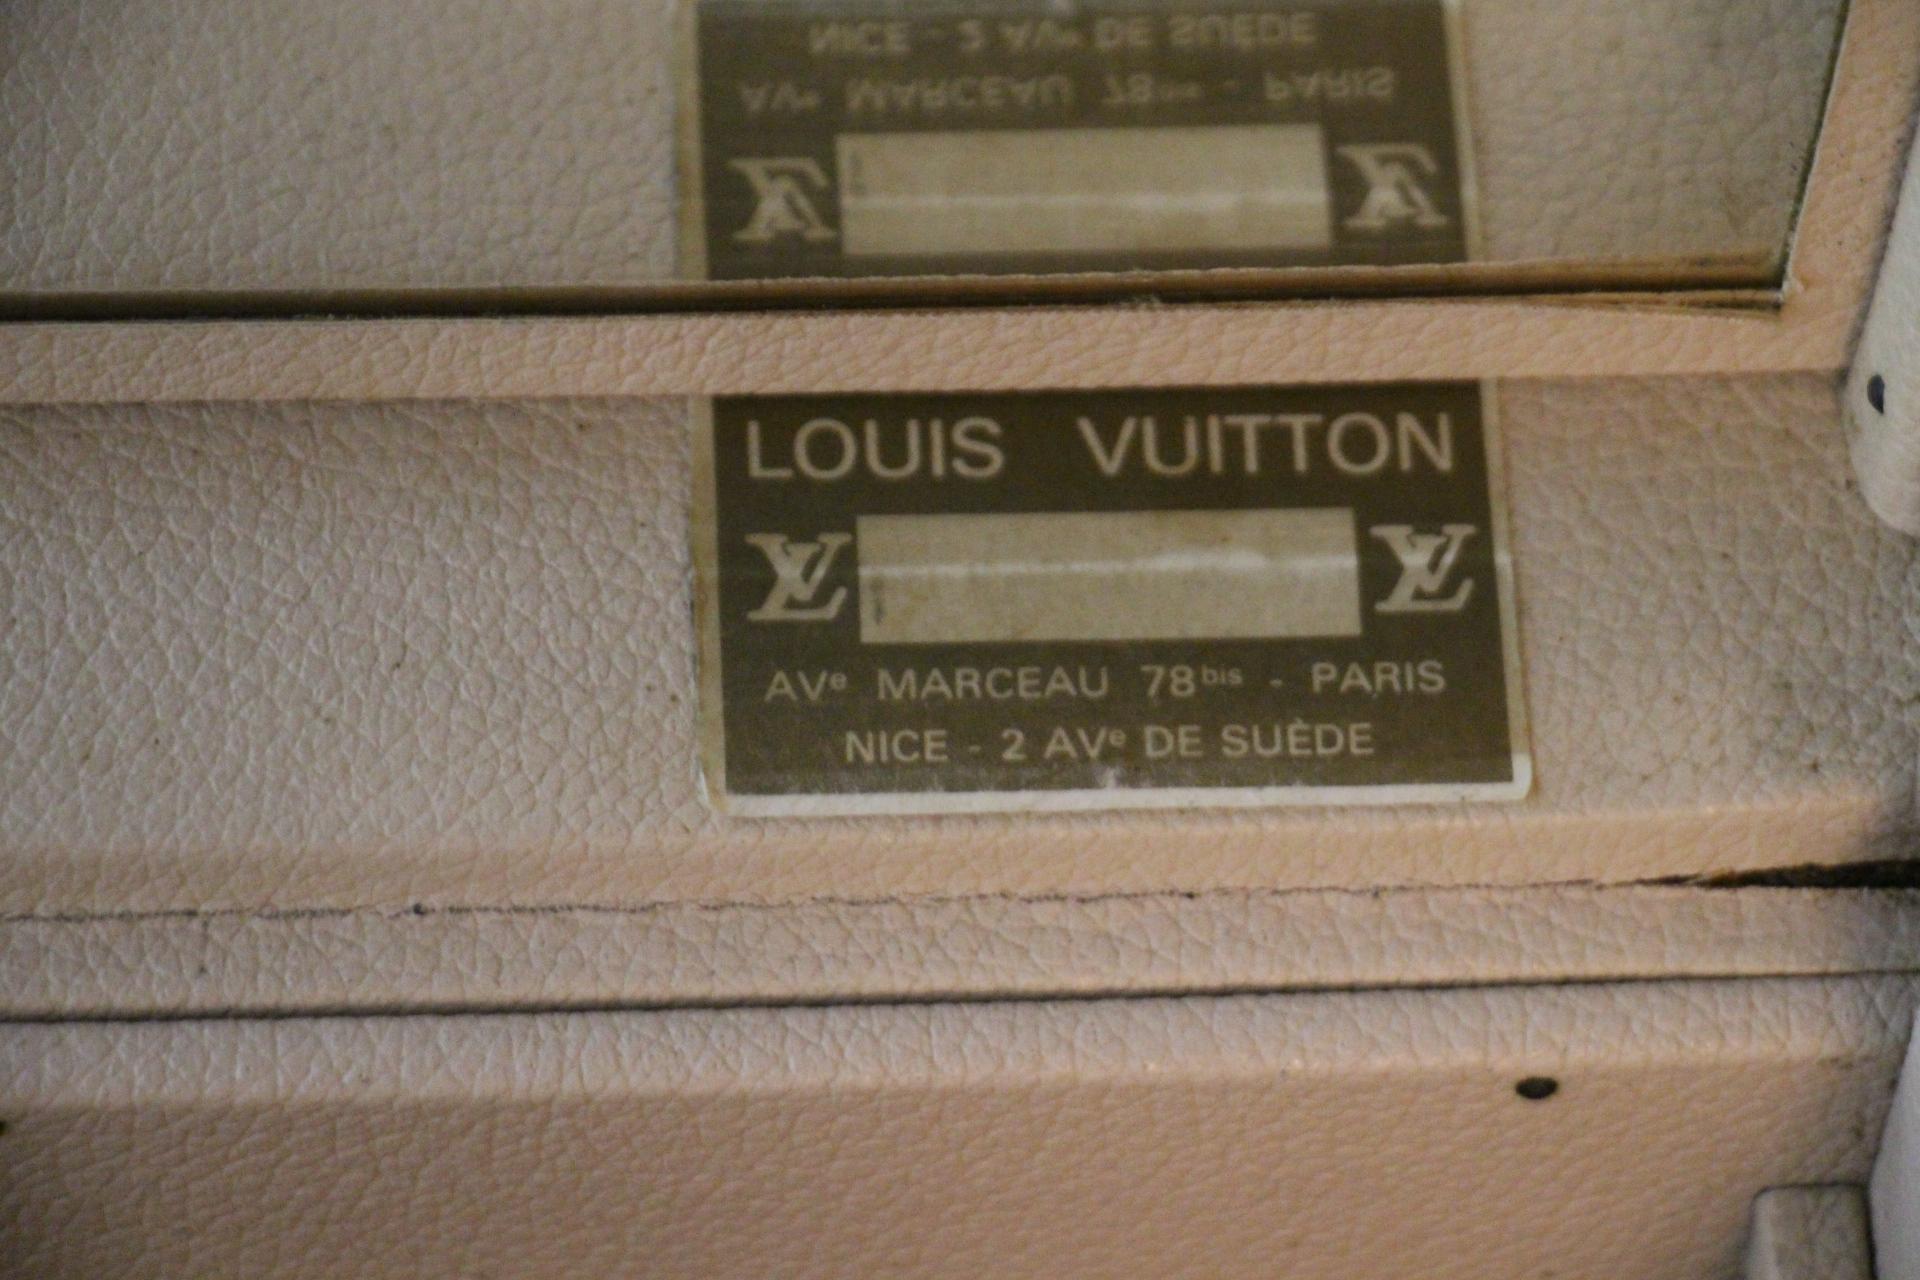 LOUIS VUITTON
LV LV
AVe MARCEAU 78bis - PARIS
NICE - 2 AVe DE SUÈDE